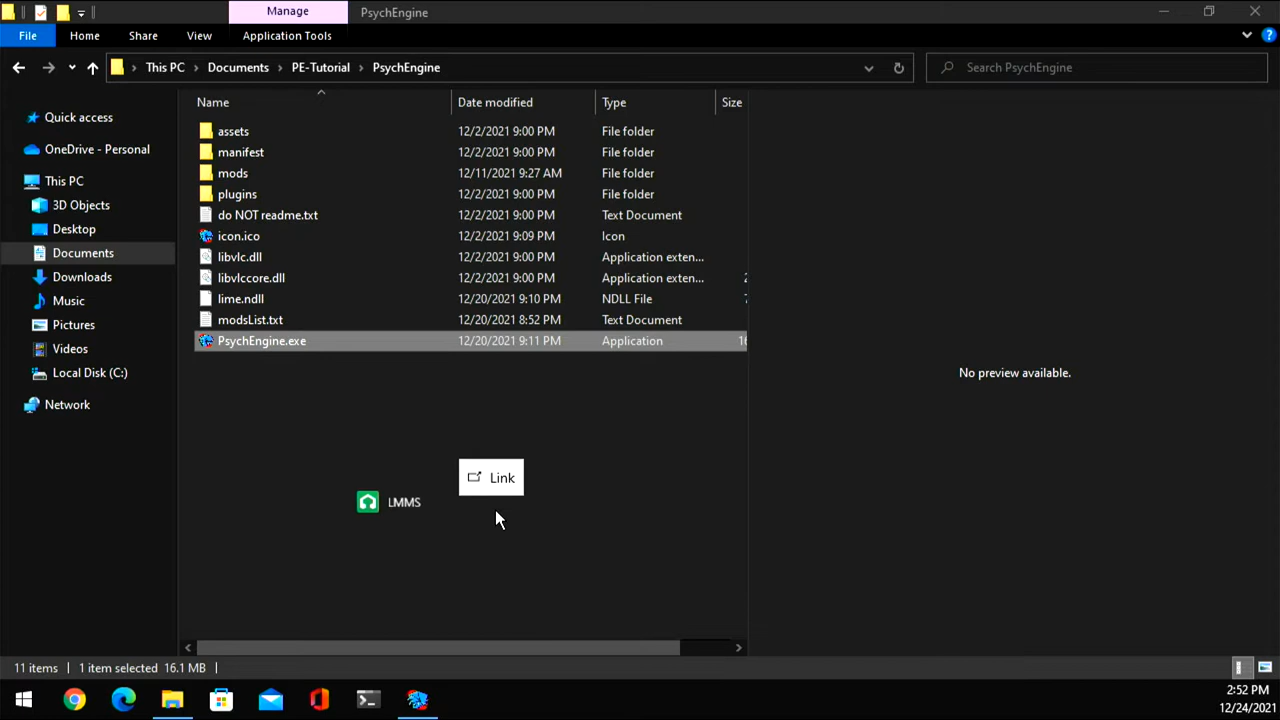 Manage
PsychEngine
File
Home
Share
View
Application Tools
This PC
Documents
PE-Tutorial
PsychEngine
Search PsychEngine
Name
Date modified
Type
Size
Quick access
OneDrive - Personal
This PC
3D Objects
Desktop
Documents
Downloads
Music
Pictures
Videos
Local Disk (C:)
Network
assets 12/2/2021 9:00 PM File folder
manifest 12/2/2021 9:00 PM File folder
mods 12/11/2021 9:27 AM File folder
plugins 12/2/2021 9:00 PM File folder
do NOT readme.txt 12/2/2021 9:00 PM Text Document
icon.ico 12/2/2021 9:09 PM Icon
libvlc.dll 12/2/2021 9:00 PM Application exten...
libvlccore.dll 12/2/2021 9:00 PM Application exten... 2
lime.ndll 12/20/2021 9:10 PM NDLL File 7
modsList.txt 12/20/2021 8:52 PM Text Document
PsychEngine.exe 12/20/2021 9:11 PM Application 16
No preview available.
Link
LMMS
11 items
1 item selected 16.1 MB
2:52 PM
12/24/2021